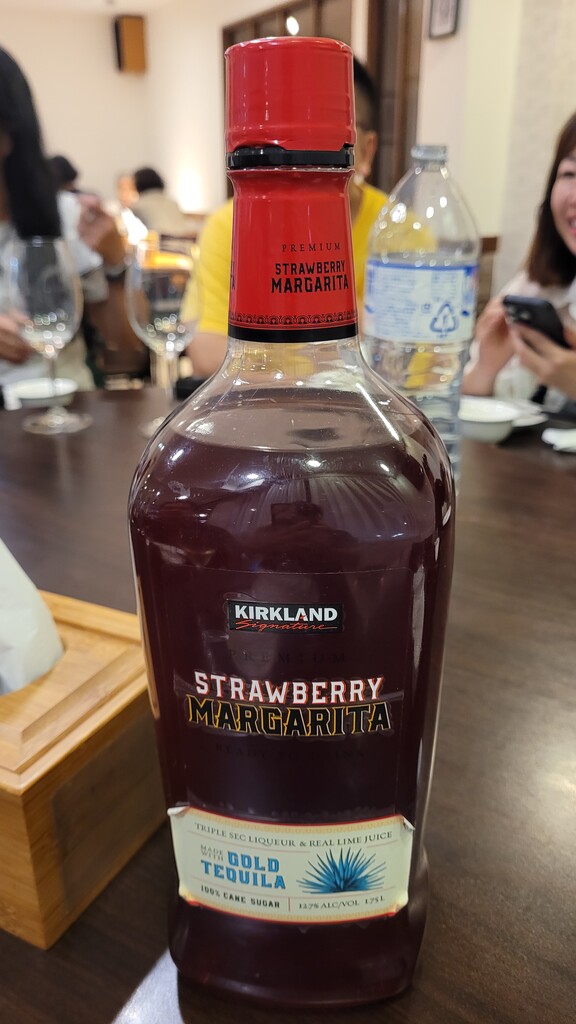 PREMIUM
STRAWBERRY
MARGARITA
KIRKLAND
Signature
PREMIUM
STRAWBERRY
MARGARITA
TRIPLE SEC LIQUEUR & REAL LIME JUICE
MADE
WITH
GOLD
TEQUILA
100% CANE SUGAR
12.7% ALC/VOL 1.75 L